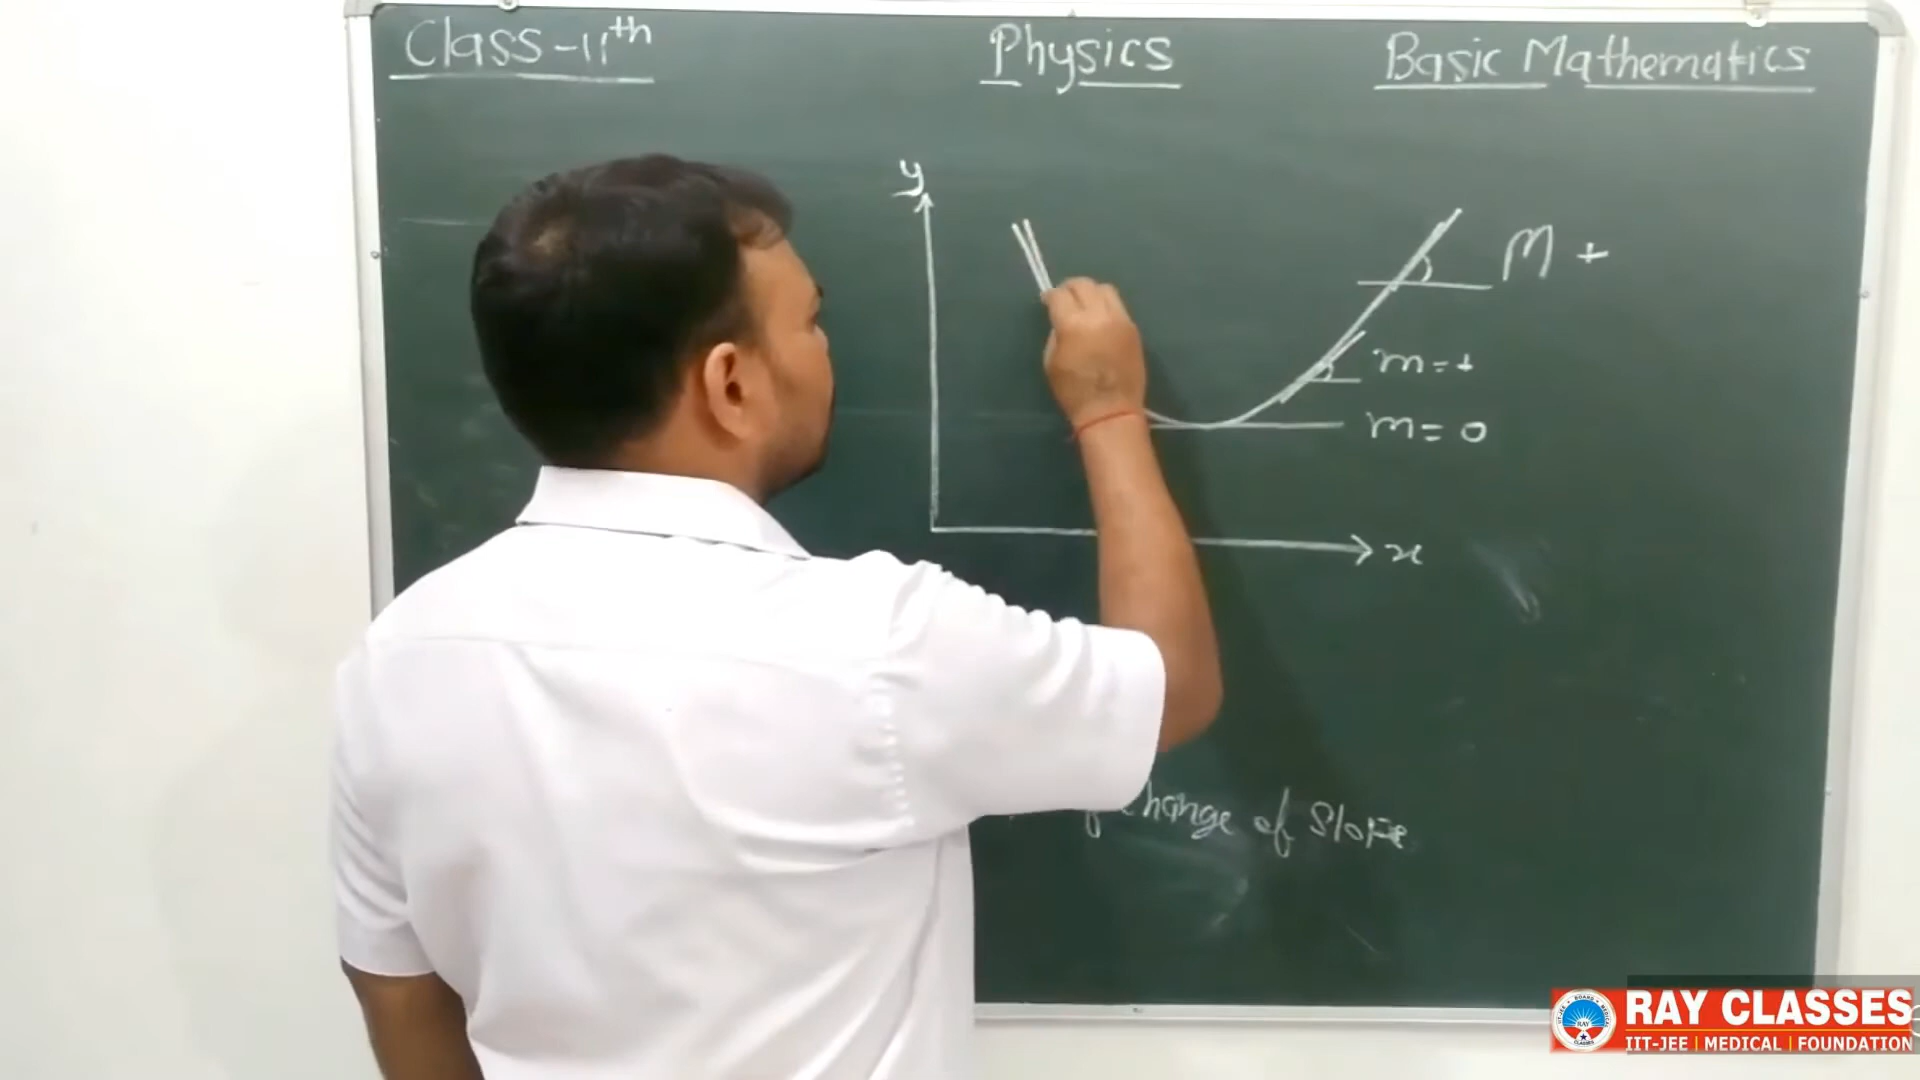 Class-11th
Physics
Basic Mathematics
y
M +
m=+
m=0
x
change of Slope
RAY CLASSES
IIT-JEE | MEDICAL | FOUNDATION